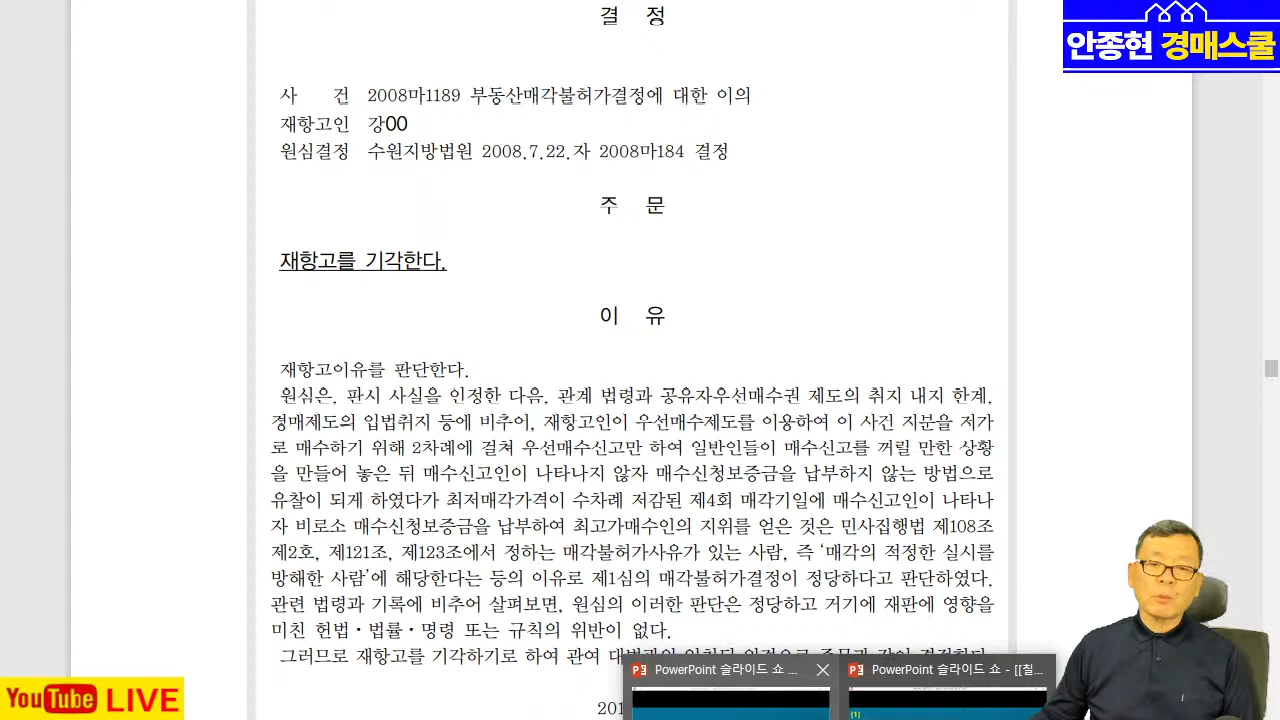 결 정
안종현 경매스쿨
사 건 2008마1189 부동산매각불허가결정에 대한 이의
재항고인 강00
원심결정 수원지방법원 2008.7.22.자 2008마184 결정
주 문
재항고를 기각한다.
이 유
재항고이유를 판단한다.
원심은, 판시 사실을 인정한 다음, 관계 법령과 공유자우선매수권 제도의 취지 내지 한계,
경매제도의 입법취지 등에 비추어, 재항고인이 우선매수제도를 이용하여 이 사건 지분을 저가
로 매수하기 위해 2차례에 걸쳐 우선매수신고만 하여 일반인들이 매수신고를 꺼릴 만한 상황
을 만들어 놓은 뒤 매수신고인이 나타나지 않자 매수신청보증금을 납부하지 않는 방법으로
유찰이 되게 하였다가 최저매각가격이 수차례 저감된 제4회 매각기일에 매수신고인이 나타나
자 비로소 매수신청보증금을 납부하여 최고가매수인의 지위를 얻은 것은 민사집행법 제108조
제2호, 제121조, 제123조에서 정하는 매각불허가사유가 있는 사람, 즉 ‘매각의 적정한 실시를
방해한 사람’에 해당한다는 등의 이유로 제1심의 매각불허가결정이 정당하다고 판단하였다.
관련 법령과 기록에 비추어 살펴보면, 원심의 이러한 판단은 정당하고 거기에 재판에 영향을
미친 헌법·법률·명령 또는 규칙의 위반이 없다.
그러므로 재항고를 기각하기로 하여 관여
PowerPoint 슬라이드 쇼 ...
PowerPoint 슬라이드 쇼 - [[칠...
YouTube LIVE